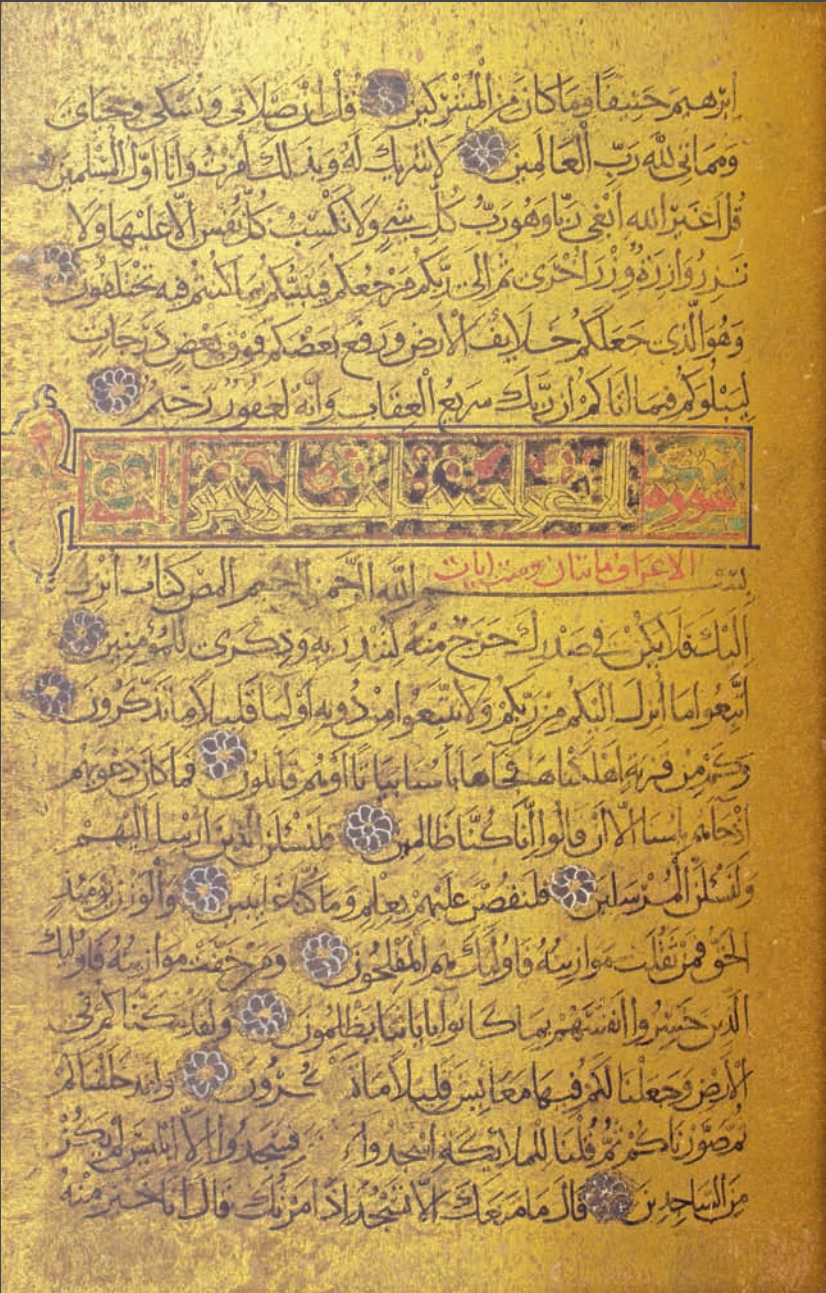 ابرهيم حنيفا وما كان من المشركين قل ان صلاتي ونسكي ومحياي
ومماتي لله رب العالمين لا شريك له وبذلك امرت وانا اول المسلمين
قل اغير الله ابغي ربا وهو رب كل شيء ولا تكسب كل نفس الا عليها ولا
تزر وازرة وزر اخرى ثم الى ربكم مرجعكم فينبئكم بما كنتم فيه تختلفون
وهو الذي جعلكم خلايف الارض ورفع بعضكم فوق بعض درجات
ليبلوكم فيما اتاكم ان ربك سريع العقاب وانه لغفور رحيم
سورة
الاعراف مائتان وست ايات
بسم الله الرحمن الرحيم المص كتاب انزل
اليك فلا يكن في صدرك حرج منه لتنذر به وذكرى للمؤمنين
اتبعوا ما انزل اليكم من ربكم ولا تتبعوا من دونه اوليا قليلا ما تذكرون
وكم من قرية اهلكناها فجاءها باسنا بياتا او هم قائلون فما كان دعويهم
اذ جاءهم باسنا الا ان قالوا انا كنا ظالمين فلنسئلن الذين ارسل اليهم
ولنسئلن المرسلين فلنقصن عليهم بعلم وما كنا غايبين والوزن يومئذ
الحق فمن ثقلت موازينه فاولئك هم المفلحون ومن خفت موازينه فاولئك
الذين خسروا انفسهم بما كانوا باياتنا يظلمون ولقد مكناكم في
الارض وجعلنا لكم فيها معايش قليلا ما تشكرون ولقد خلقناكم
ثم صورناكم ثم قلنا للملائكة اسجدوا فسجدوا الا ابليس لم يكن
من الساجدين قال ما منعك الا تسجد اذ امرتك قال انا خير منه